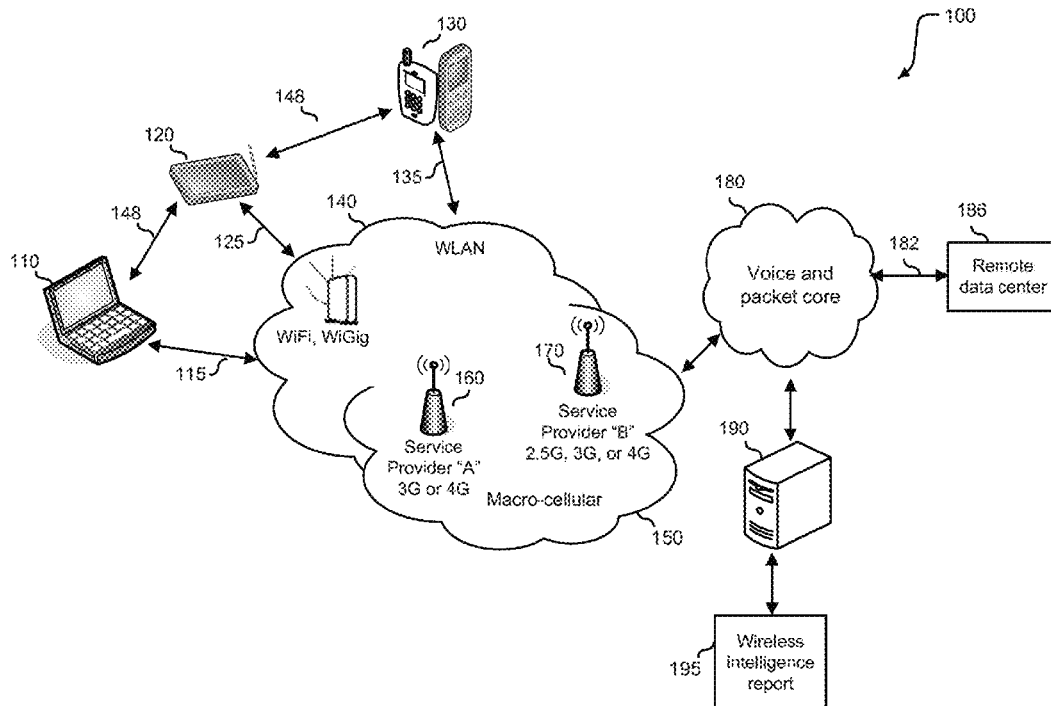 100
130
148
120
135
180
140
186
148
WLAN
182
125
110
Voice and
packet core
Remote
data center
WiFi, WiGig
115
170
160
Service
Provider "B"
2.5G, 3G, or 4G
Service
Provider "A"
3G or 4G
190
Macro-cellular
150
195
Wireless
intelligence
report